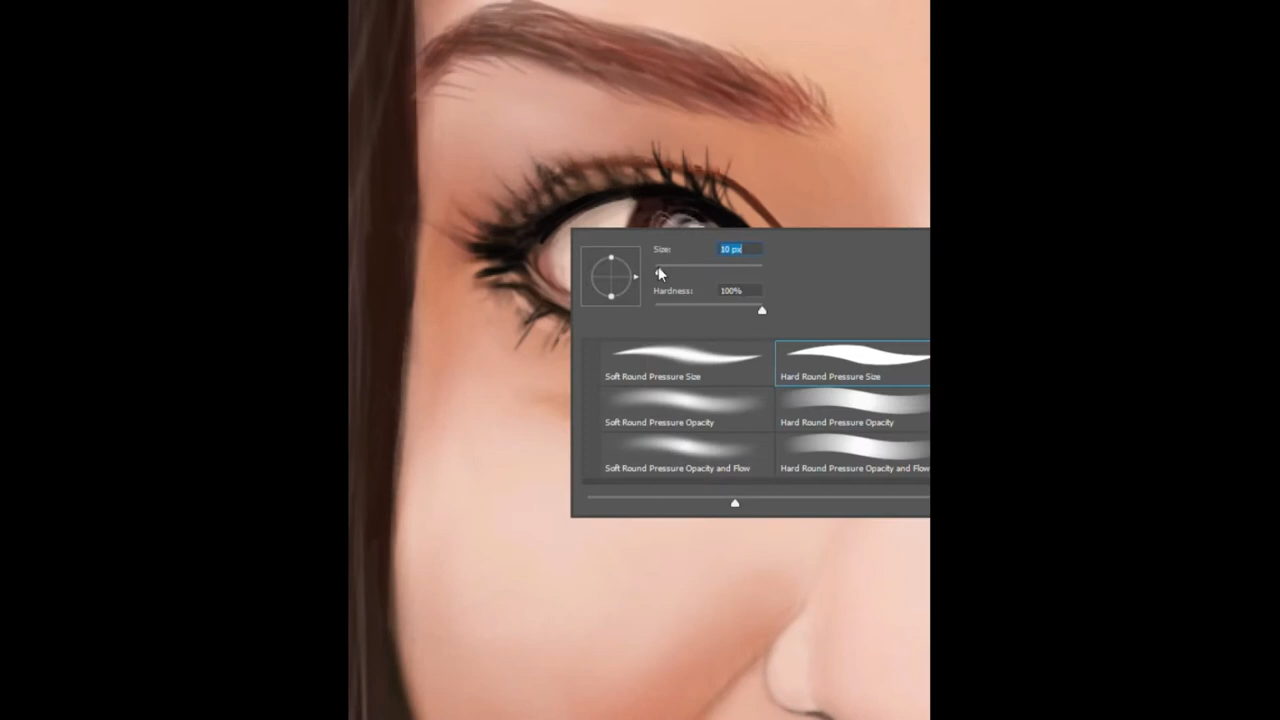 Size: 10 px
Hardness: 100%
Soft Round Pressure Size Hard Round Pressure Size
Soft Round Pressure Opacity Hard Round Pressure Opacity
Soft Round Pressure Opacity and Flow Hard Round Pressure Opacity and Flow